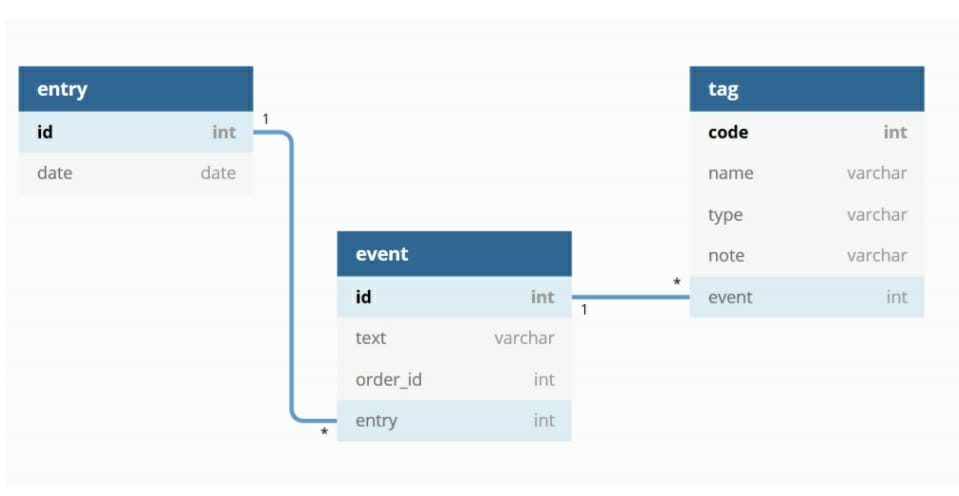 entry
id int
date date
1
*
event
id int
text varchar
order_id int
entry int
1
*
tag
code int
name varchar
type varchar
note varchar
event int